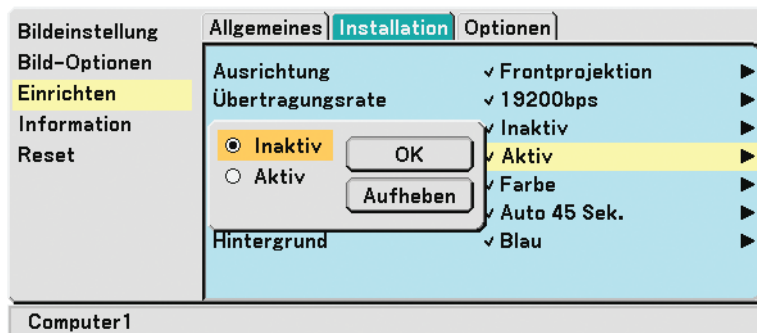 Bildeinstellung
Bild-Optionen
Einrichten
Information
Reset
Allgemeines Installation Optionen
Ausrichtung ✓ Frontprojektion ▶
Übertragungsrate ✓ 19200bps ▶
✓ Inaktiv ▶
✓ Aktiv ▶
✓ Farbe ▶
✓ Auto 45 Sek. ▶
Hintergrund ✓ Blau ▶
Inaktiv OK
Aktiv Aufheben
Computer1